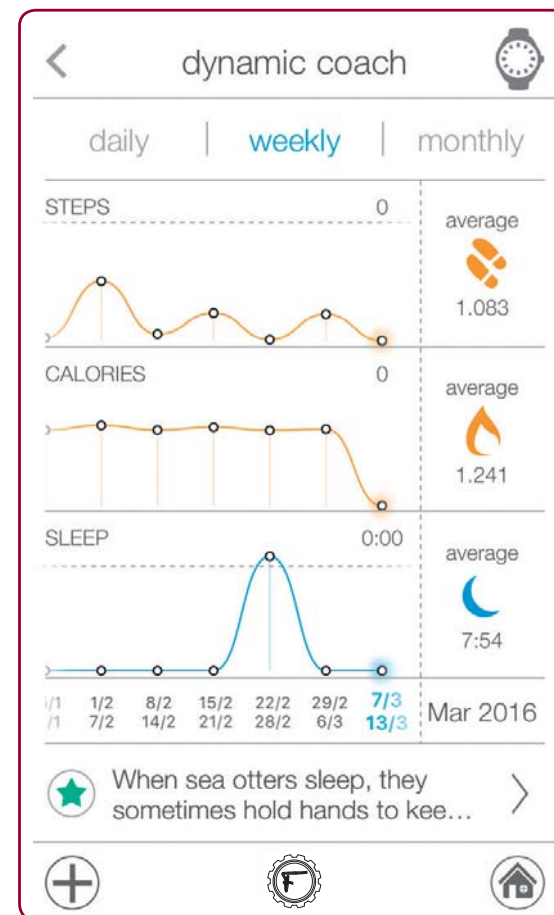 dynamic coach
daily | weekly | monthly
STEPS 0
average
1.083
CALORIES 0
average
1.241
SLEEP 0:00
average
7:54
1/2 8/2 15/2 22/2 29/2 7/3
7/2 14/2 21/2 28/2 6/3 13/3
Mar 2016
When sea otters sleep, they
sometimes hold hands to kee…
F